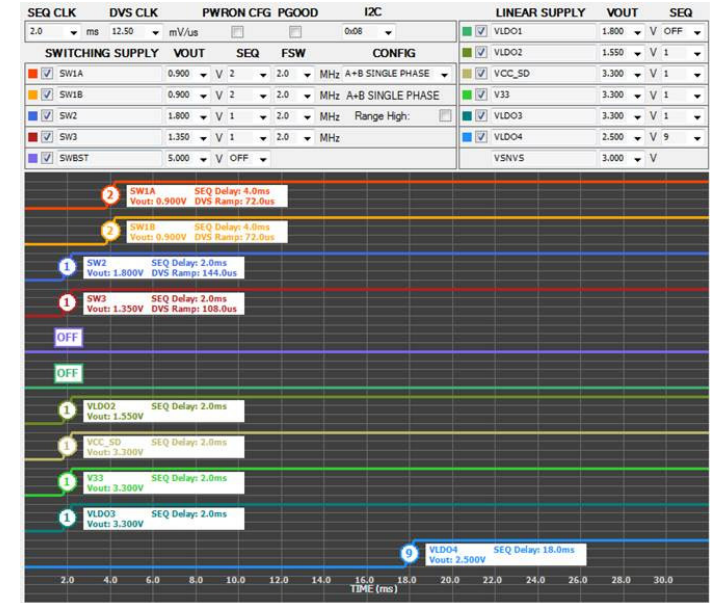 SEQ CLK DVS CLK PWRON CFG PGOOD I2C LINEAR SUPPLY VOUT SEQ
2.0 ms 12.50 mV/us 0x08 VLDO1 1.800 V OFF
SWITCHING SUPPLY VOUT SEQ FSW CONFIG VLDO2 1.550 V 1
SW1A 0.900 V 2 2.0 MHz A+B SINGLE PHASE VCC_SD 3.300 V 1
SW1B 0.900 V 2 2.0 MHz A+B SINGLE PHASE V33 3.300 V 1
SW2 1.800 V 1 2.0 MHz Range High: VLDO3 3.300 V 1
SW3 1.350 V 1 2.0 MHz VLDO4 2.500 V 9
SWBST 5.000 V OFF VSNVS 3.000 V
2 SW1A SEQ Delay: 4.0ms
Vout: 0.900V DVS Ramp: 72.0us
2 SW1B SEQ Delay: 4.0ms
Vout: 0.900V DVS Ramp: 72.0us
1 SW2 SEQ Delay: 2.0ms
Vout: 1.800V DVS Ramp: 144.0us
1 SW3 SEQ Delay: 2.0ms
Vout: 1.350V DVS Ramp: 108.0us
OFF
OFF
1 VLDO2 SEQ Delay: 2.0ms
Vout: 1.550V
1 VCC_SD SEQ Delay: 2.0ms
Vout: 3.300V
1 V33 SEQ Delay: 2.0ms
Vout: 3.300V
1 VLDO3 SEQ Delay: 2.0ms
Vout: 3.300V
9 VLDO4 SEQ Delay: 18.0ms
Vout: 2.500V
2.0 4.0 6.0 8.0 10.0 12.0 14.0 16.0 18.0 20.0 22.0 24.0 26.0 28.0 30.0
TIME (ms)